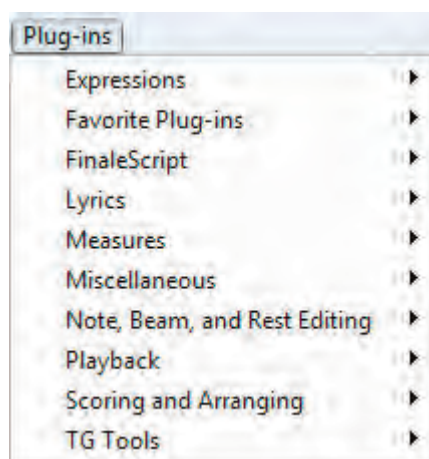 Plug-ins
Expressions
Favorite Plug-ins
FinaleScript
Lyrics
Measures
Miscellaneous
Note, Beam, and Rest Editing
Playback
Scoring and Arranging
TG Tools